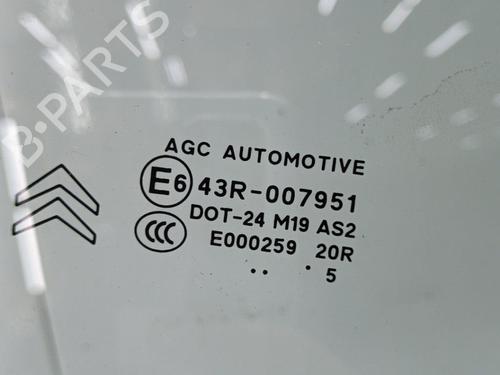 B-PARTS
AGC AUTOMOTIVE
E6 43R-007951
CCC DOT-24 M19 AS2
E000259 20R
.. . 5